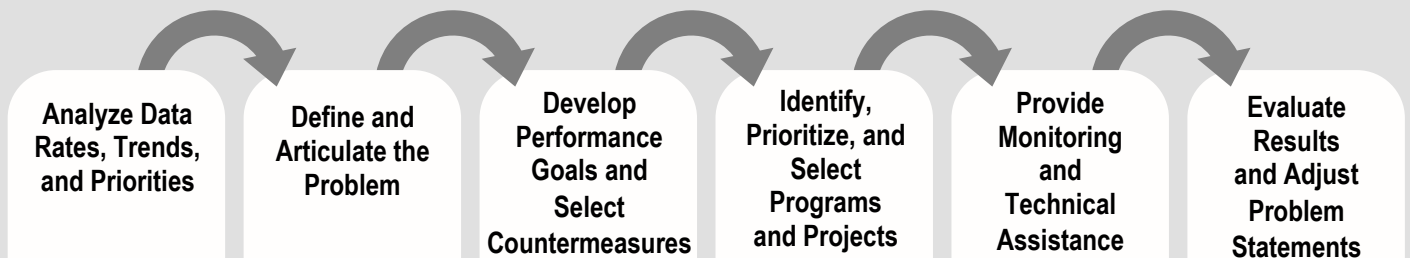 Analyze Data
Rates, Trends,
and Priorities
Define and
Articulate the
Problem
Develop
Performance
Goals and
Select
Countermeasures
Identify,
Prioritize, and
Select
Programs
and Projects
Provide
Monitoring
and
Technical
Assistance
Evaluate
Results
and Adjust
Problem
Statements